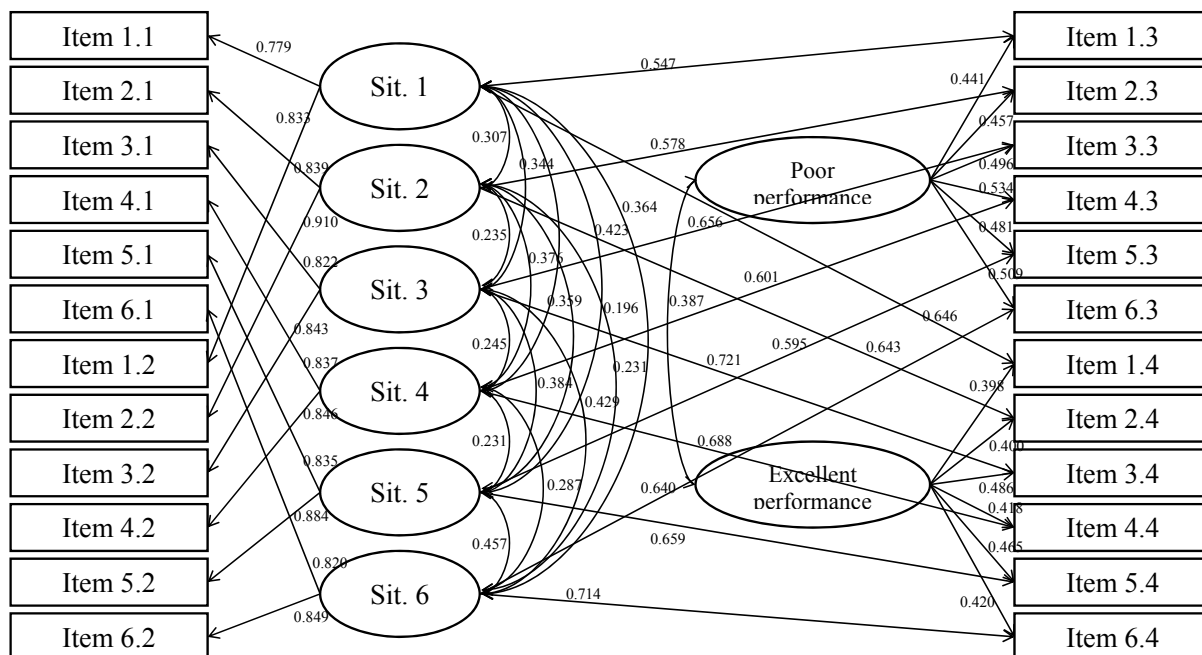 Item 1.1
Item 2.1
Item 3.1
Item 4.1
Item 5.1
Item 6.1
Item 1.2
Item 2.2
Item 3.2
Item 4.2
Item 5.2
Item 6.2
0.779
0.833
0.839
0.910
0.822
0.843
0.837
0.846
0.835
0.884
0.820
0.849
Sit. 1
Sit. 2
Sit. 3
Sit. 4
Sit. 5
Sit. 6
0.307
0.344
0.364
0.423
0.235
0.375
0.359
0.196
0.245
0.384
0.231
0.429
0.231
0.287
0.457
0.547
0.578
0.656
0.601
0.595
0.640
0.646
0.643
0.721
0.688
0.659
0.714
0.387
Poor
performance
Excellent
performance
0.441
0.457
0.496
0.534
0.481
0.509
0.398
0.400
0.486
0.418
0.465
0.420
Item 1.3
Item 2.3
Item 3.3
Item 4.3
Item 5.3
Item 6.3
Item 1.4
Item 2.4
Item 3.4
Item 4.4
Item 5.4
Item 6.4